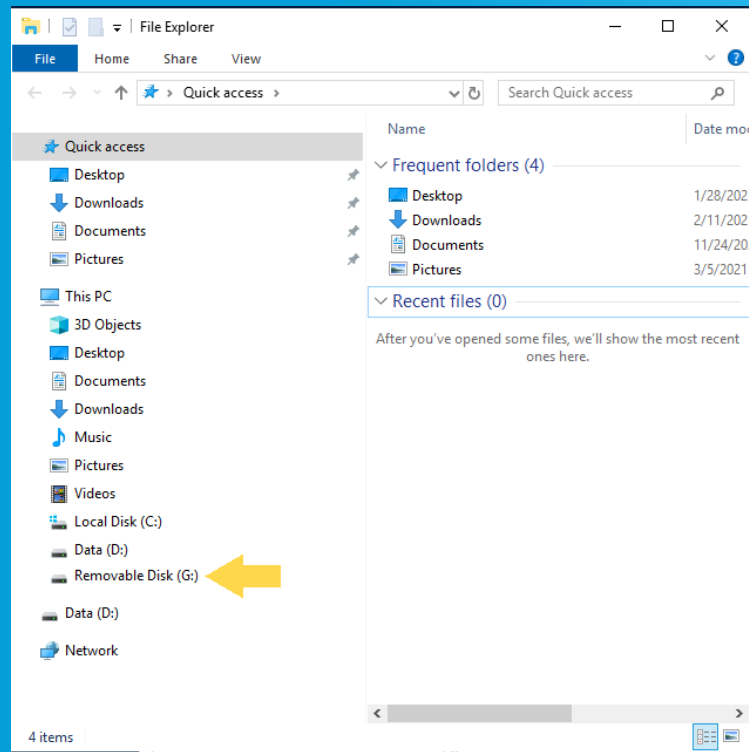 File Explorer
File Home Share View
Quick access
Search Quick access
Name Date mo
Quick access
Desktop
Downloads
Documents
Pictures
This PC
3D Objects
Desktop
Documents
Downloads
Music
Pictures
Videos
Local Disk (C:)
Data (D:)
Removable Disk (G:)
Data (D:)
Network
Frequent folders (4)
Desktop 1/28/202
Downloads 2/11/202
Documents 11/24/20
Pictures 3/5/2021
Recent files (0)
After you've opened some files, we'll show the most recent
ones here.
4 items